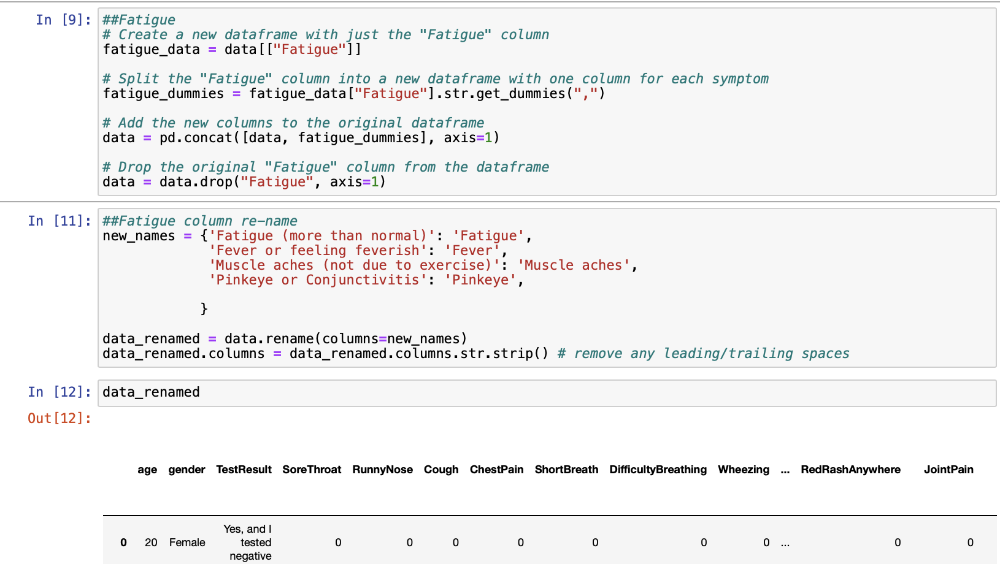 In [9]:
##Fatigue
# Create a new dataframe with just the "Fatigue" column
fatigue_data = data[["Fatigue"]]
# Split the "Fatigue" column into a new dataframe with one column for each symptom
fatigue_dummies = fatigue_data["Fatigue"].str.get_dummies(",")
# Add the new columns to the original dataframe
data = pd.concat([data, fatigue_dummies], axis=1)
# Drop the original "Fatigue" column from the dataframe
data = data.drop("Fatigue", axis=1)
In [11]:
##Fatigue column re-name
new_names = {'Fatigue (more than normal)': 'Fatigue',
'Fever or feeling feverish': 'Fever',
'Muscle aches (not due to exercise)': 'Muscle aches',
'Pinkeye or Conjunctivitis': 'Pinkeye',
}
data_renamed = data.rename(columns=new_names)
data_renamed.columns = data_renamed.columns.str.strip() # remove any leading/trailing spaces
In [12]:
data_renamed
Out[12]:
age gender TestResult SoreThroat RunnyNose Cough ChestPain ShortBreath DifficultyBreathing Wheezing ... RedRashAnywhere JointPain
0 20 Female Yes, and I tested negative 0 0 0 0 0 0 0 ... 0 0